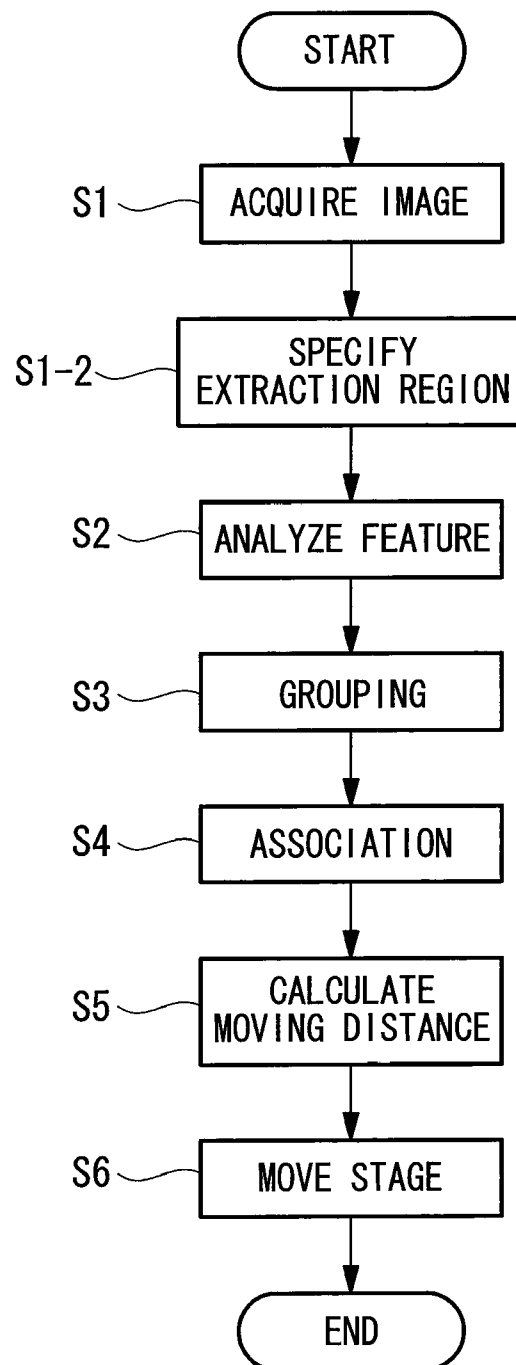 START
S1 ACQUIRE IMAGE
S1-2 SPECIFY
EXTRACTION REGION
S2 ANALYZE FEATURE
S3 GROUPING
S4 ASSOCIATION
S5 CALCULATE
MOVING DISTANCE
S6 MOVE STAGE
END